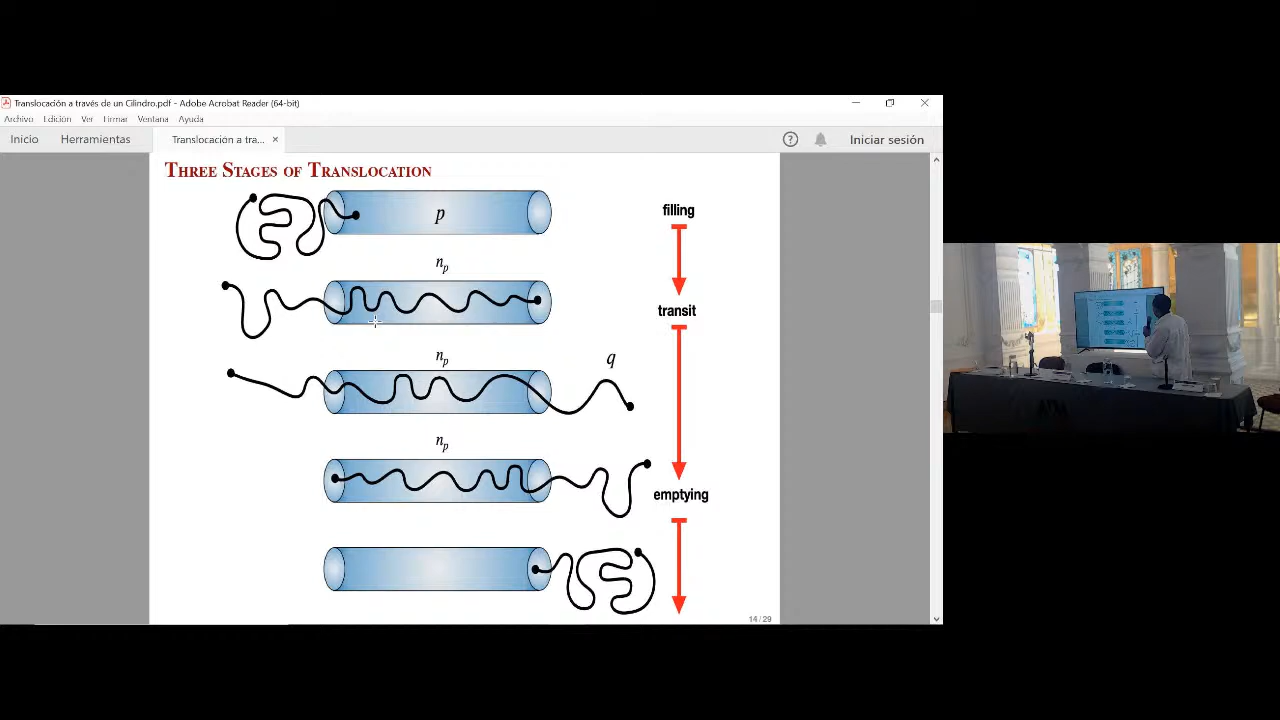 Translocación a través de un Cilindro.pdf - Adobe Acrobat Reader (64-bit)
Archivo Edición Ver Firmar Ventana Ayuda
Inicio Herramientas Translocación a tra... × ? Iniciar sesión
THREE STAGES OF TRANSLOCATION
p
filling
n_p
transit
n_p
q
n_p
emptying
14 / 29